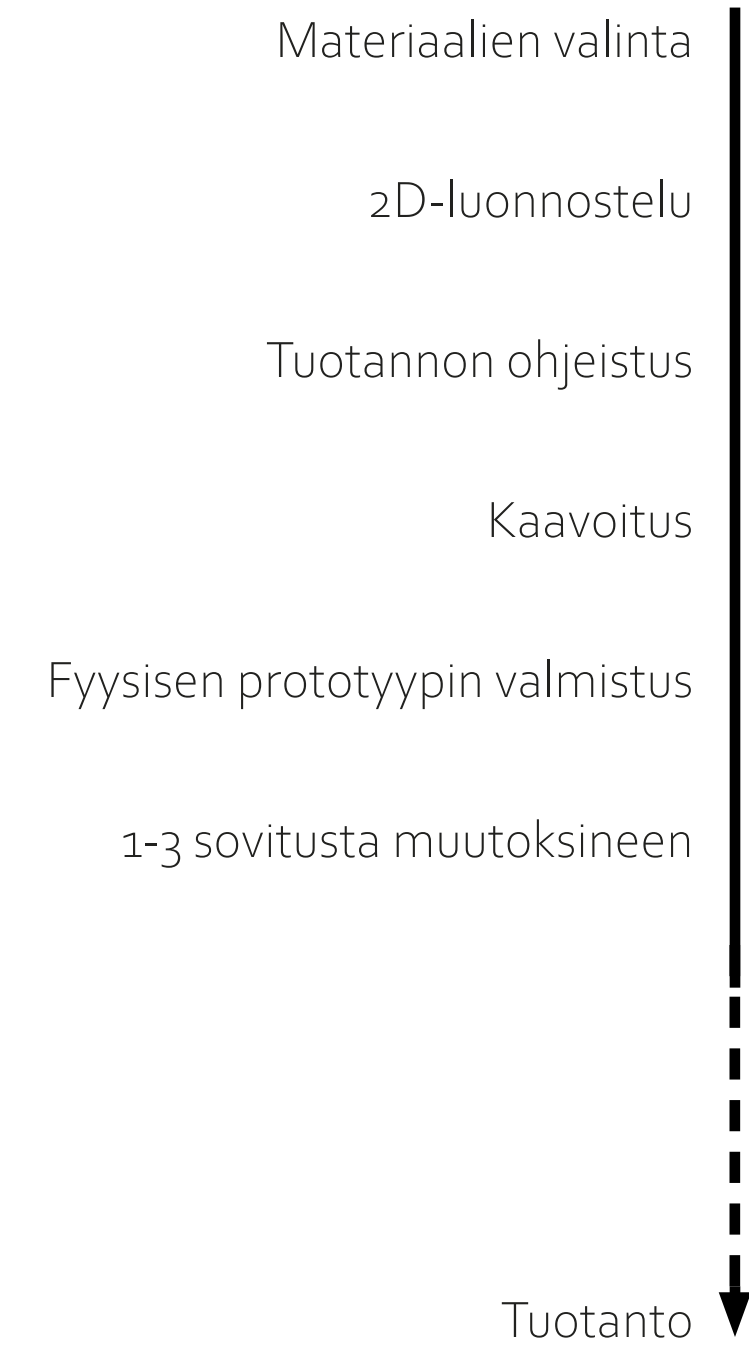 Materiaalien valinta
2D-luonnostelu
Tuotannon ohjeistus
Kaavoitus
Fyysisen prototyypin valmistus
1-3 sovitusta muutoksineen
Tuotanto